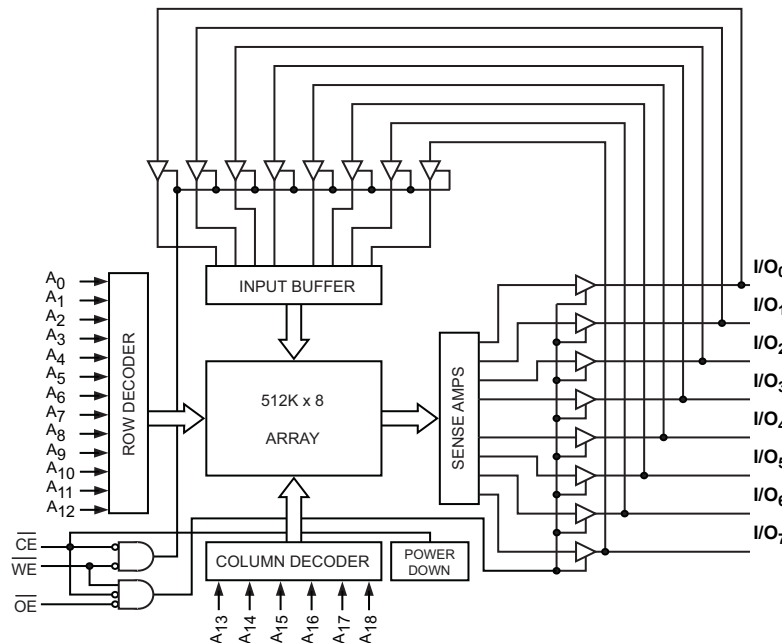 INPUT BUFFER
A0
A1
A2
A3
A4
A5
A6
A7
A8
A9
A10
A11
A12
ROW DECODER
512K x 8
ARRAY
SENSE AMPS
I/O0
I/O1
I/O2
I/O3
I/O4
I/O5
I/O6
I/O7
CE
WE
OE
COLUMN DECODER
POWER
DOWN
A13
A14
A15
A16
A17
A18